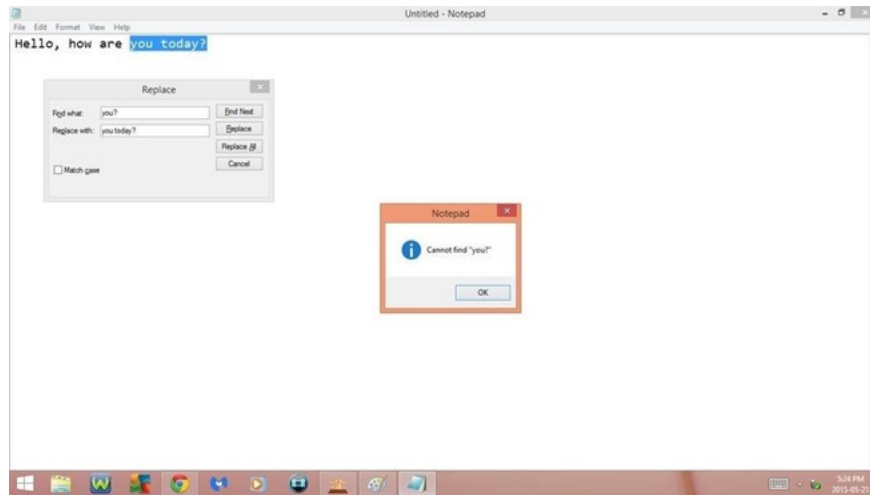 Untitled - Notepad
File Edit Format View Help
Hello, how are you today?
Replace
Find what: you?
Find Next
Replace with: you today?
Replace
Replace All
Match case
Cancel
Notepad
Cannot find "you?"
OK
5:24 PM
2015-05-21